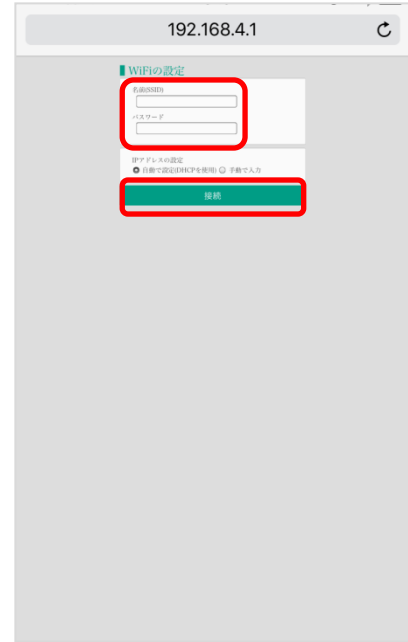 192.168.4.1
WiFiの設定
名前(SSID)
パスワード
IPアドレスの設定
自動で設定(DHCPを使用) 手動で入力
接続